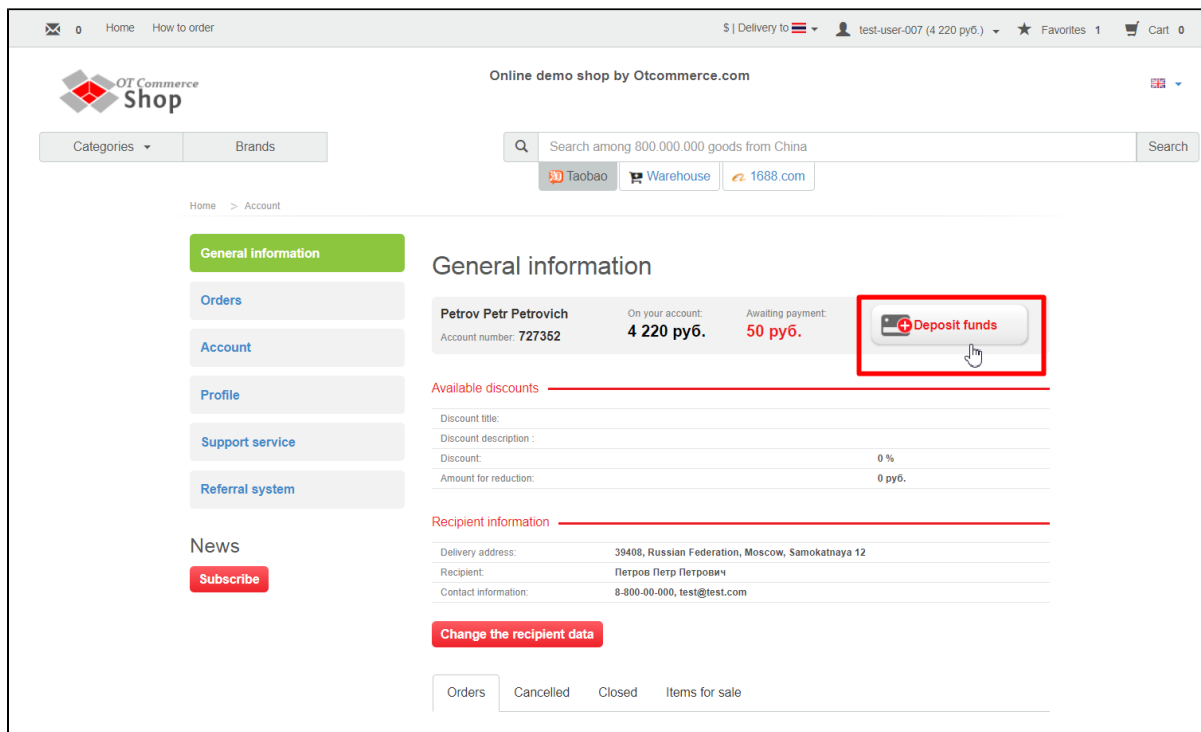 0 Home How to order $ | Delivery to test-user-007 (4 220 руб.) Favorites 1 Cart 0
OT Commerce
Shop
Online demo shop by Otcommerce.com
Categories Brands Search among 800.000.000 goods from China Search
Taobao Warehouse 1688.com
Home > Account
General information
Orders
Account
Profile
Support service
Referral system
News
Subscribe
General information
Petrov Petr Petrovich On your account: Awaiting payment:
Account number: 727352 4 220 руб. 50 руб.
Deposit funds
Available discounts
Discount title:
Discount description :
Discount: 0 %
Amount for reduction: 0 руб.
Recipient information
Delivery address: 39408, Russian Federation, Moscow, Samokatnaya 12
Recipient: Петров Петр Петрович
Contact information: 8-800-00-000, test@test.com
Change the recipient data
Orders Cancelled Closed Items for sale